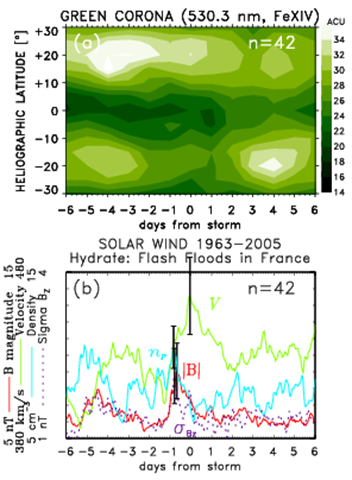 GREEN CORONA (530.3 nm, FeXIV)
ACU
+30
+20
+10
0
-10
-20
-30
HELIOGRAPHIC LATITUDE [°]
(a)
n=42
34
32
30
28
26
24
22
20
18
16
14
-6 -5 -4 -3 -2 -1 0 1 2 3 4 5 6
days from storm
SOLAR WIND 1963-2005
Hydrate: Flash Floods in France
(b)
n=42
V
np
|B|
σBz
5 nT B magnitude 15
380 km/s Velocity 480
5 cm Density 15
1 nT Sigma Bz 4
-6 -5 -4 -3 -2 -1 0 1 2 3 4 5 6
days from storm